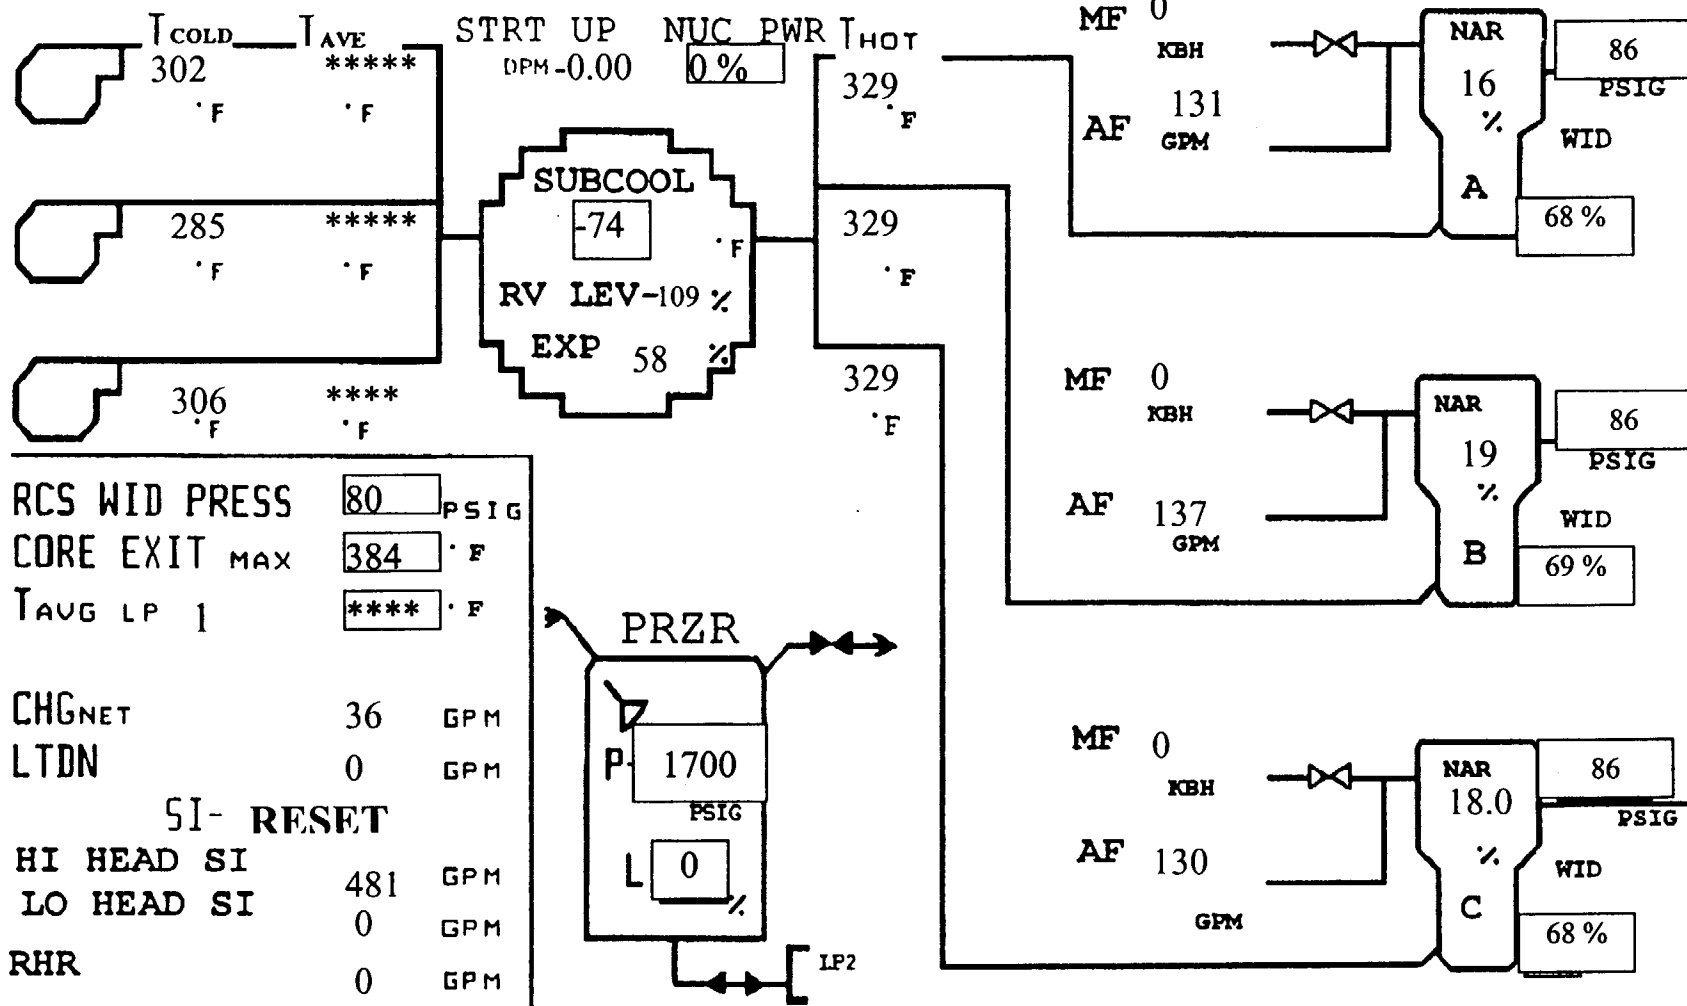 TCOLD TAVE STRT UP NUC PWR THOT
302 ***** DPM -0.00 0 % 329
°F °F °F
285 ***** 329
°F °F °F
306 **** 329
°F °F °F
SUBCOOL
-74 °F
RV LEV-109 %
EXP 58 %
RCS WID PRESS 80 PSIG
CORE EXIT MAX 384 °F
TAVG LP 1 **** °F
CHGNET 36 GPM
LTDN 0 GPM
SI- RESET
HI HEAD SI 481 GPM
LO HEAD SI 0 GPM
RHR 0 GPM
PRZR
P 1700
PSIG
L 0
%
LP2
MF 0
KBH
AF 131
GPM
NAR
16
%
A
86
PSIG
WID
68 %
MF 0
KBH
AF 137
GPM
NAR
19
%
B
86
PSIG
WID
69 %
MF 0
KBH
AF 130
GPM
NAR
18.0
%
C
86
PSIG
WID
68 %